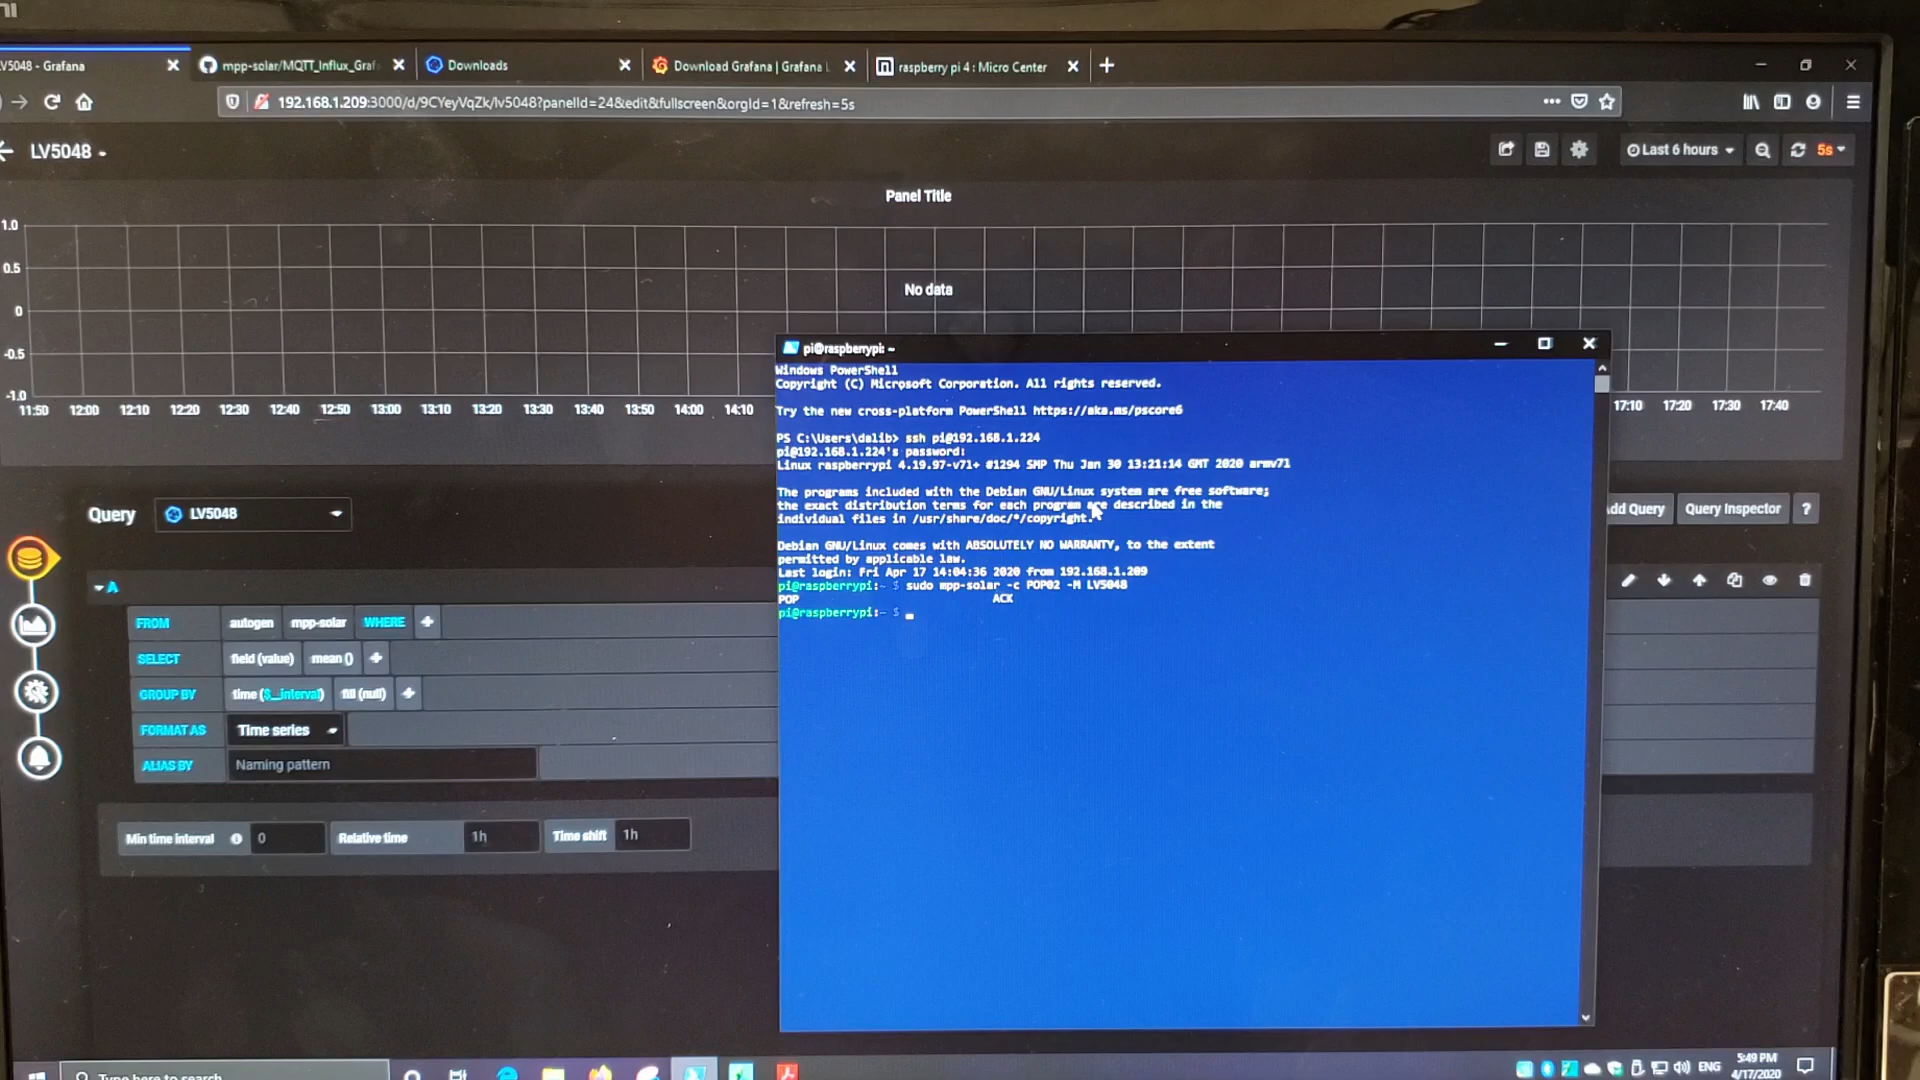 LV5048 - Grafana
mpp-solar/MQTT_Influx_Graf
Downloads
Download Grafana | Grafana
raspberry pi 4 : Micro Center
192.168.1.209:3000/d/9CYeyVqZk/lv5048?panelId=24&edit&fullscreen&orgId=1&refresh=5s
LV5048
Last 6 hours
5s
Panel Title
1.0
0.5
0
-0.5
-1.0
No data
11:50 12:00 12:10 12:20 12:30 12:40 12:50 13:00 13:10 13:20 13:30 13:40 13:50 14:00 14:10 17:10 17:20 17:30 17:40
pi@raspberrypi: ~
Windows PowerShell
Copyright (C) Microsoft Corporation. All rights reserved.
Try the new cross-platform PowerShell https://aka.ms/pscore6
PS C:\Users\dalib> ssh pi@192.168.1.224
pi@192.168.1.224's password:
Linux raspberrypi 4.19.97-v7l+ #1294 SMP Thu Jan 30 13:21:14 GMT 2020 armv7l
The programs included with the Debian GNU/Linux system are free software;
the exact distribution terms for each program are described in the
individual files in /usr/share/doc/*/copyright.
Debian GNU/Linux comes with ABSOLUTELY NO WARRANTY, to the extent
permitted by applicable law.
Last login: Fri Apr 17 14:04:36 2020 from 192.168.1.209
pi@raspberrypi:~ $ sudo mpp-solar -c POP02 -M LV5048
POP ACK
pi@raspberrypi:~ $
Query LV5048
Add Query Query Inspector ?
A
FROM autogen mpp-solar WHERE +
SELECT field (value) mean () +
GROUP BY time ($__interval) fill (null) +
FORMAT AS Time series
ALIAS BY Naming pattern
Min time interval 0 Relative time 1h Time shift 1h
Type here to search
ENG
5:49 PM
4/17/2020